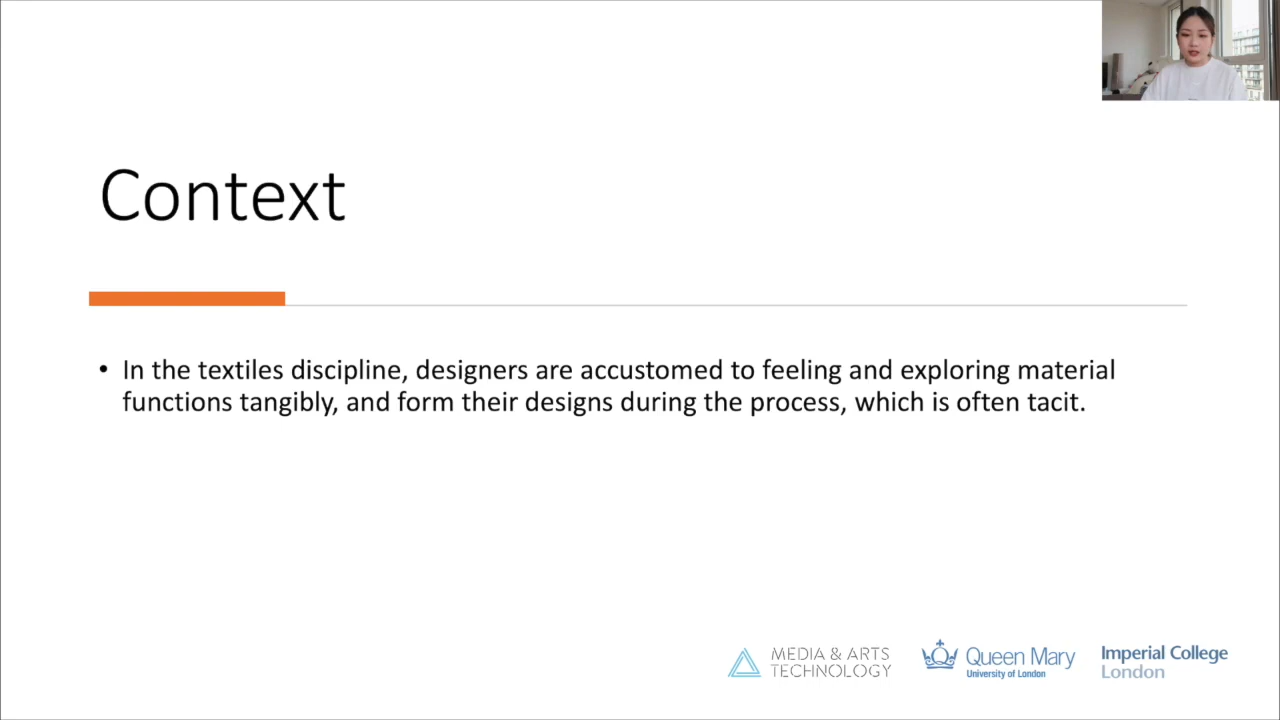 Context
• In the textiles discipline, designers are accustomed to feeling and exploring material
functions tangibly, and form their designs during the process, which is often tacit.
MEDIA & ARTS
TECHNOLOGY
Queen Mary
University of London
Imperial College
London